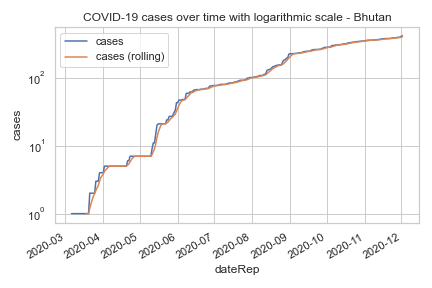 COVID-19 cases over time with logarithmic scale - Bhutan
cases
cases (rolling)
10²
10¹
10⁰
cases
2020-03
2020-04
2020-05
2020-06
2020-07
2020-08
2020-09
2020-10
2020-11
2020-12
dateRep